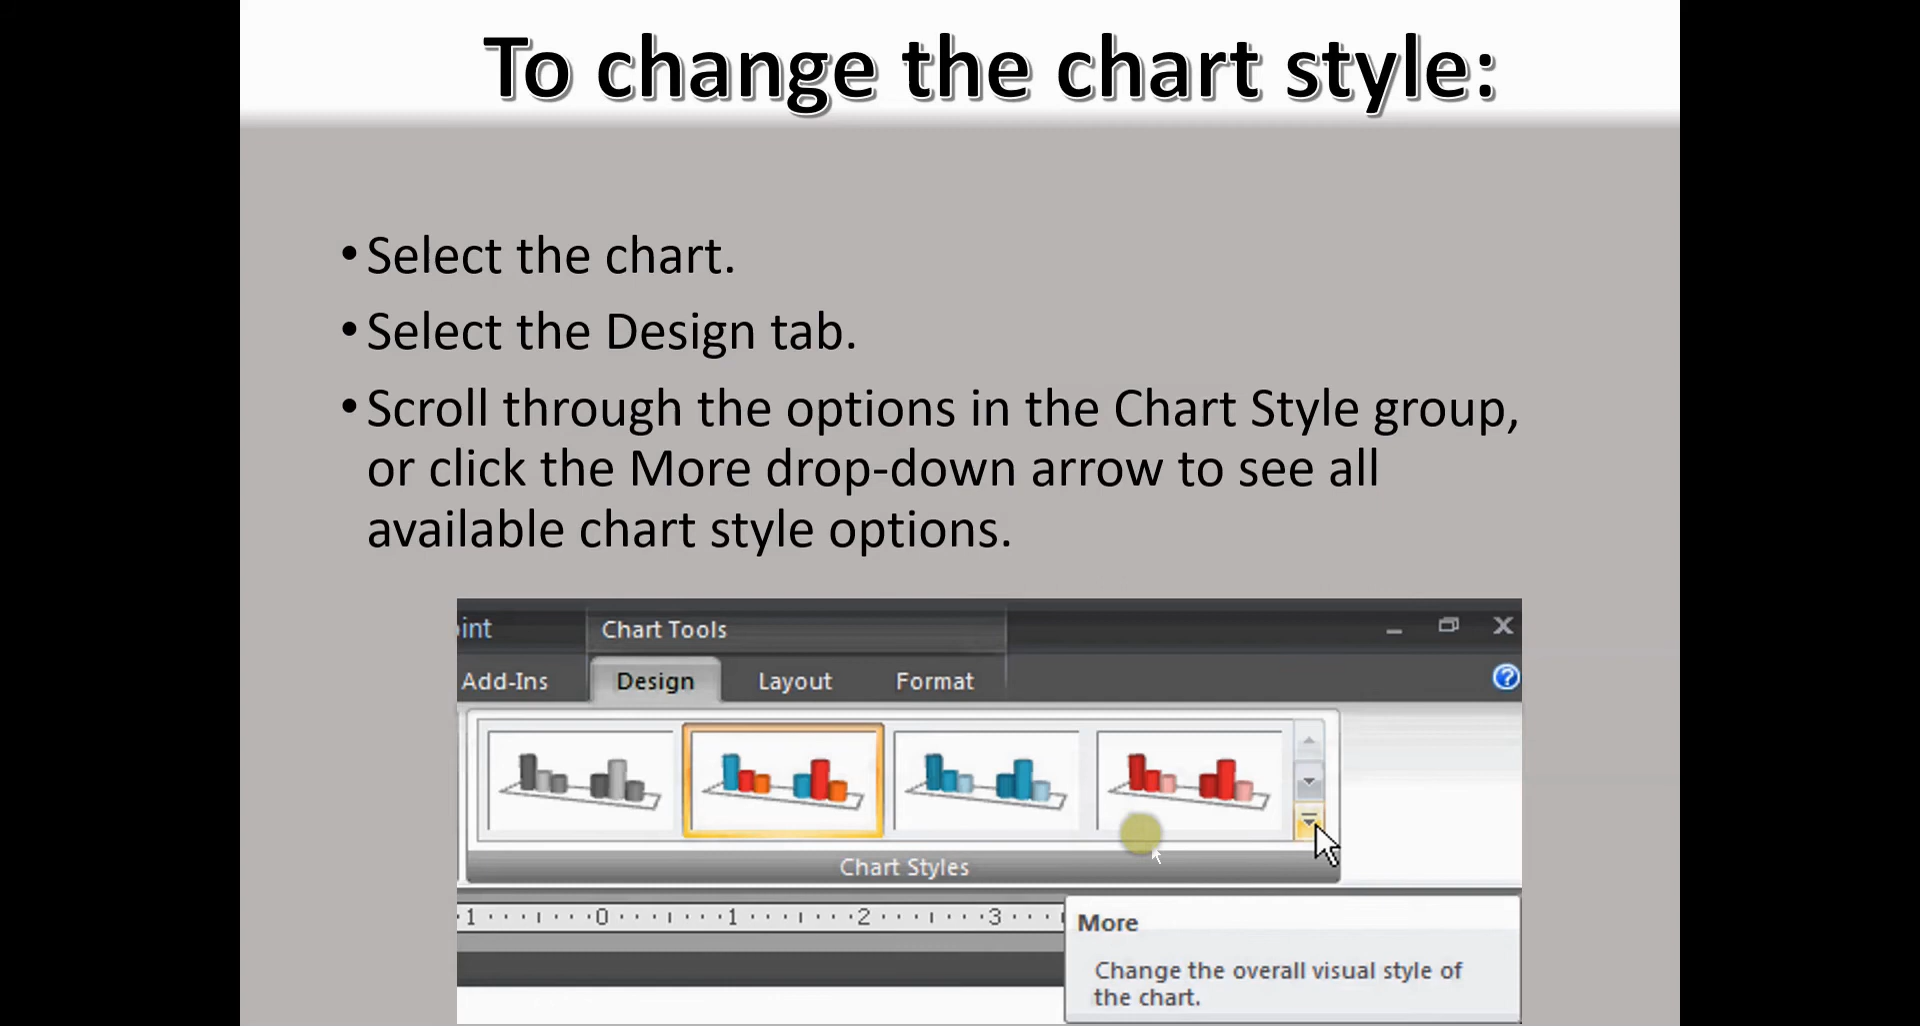 To change the chart style:
•Select the chart.
•Select the Design tab.
•Scroll through the options in the Chart Style group,
or click the More drop-down arrow to see all
available chart style options.
oint Chart Tools
Add-Ins Design Layout Format
Chart Styles
1 0 1 2 3
More
Change the overall visual style of
the chart.